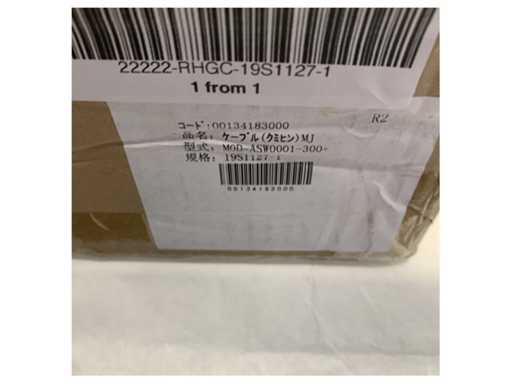 22222-RHGC-19S1127-1
1 from 1
R2
コード:00134183000
品名: ケーブル(クミヒン)MJ
型式: MOD-ASW0001-300+
規格: 19S1127-1
00134183000